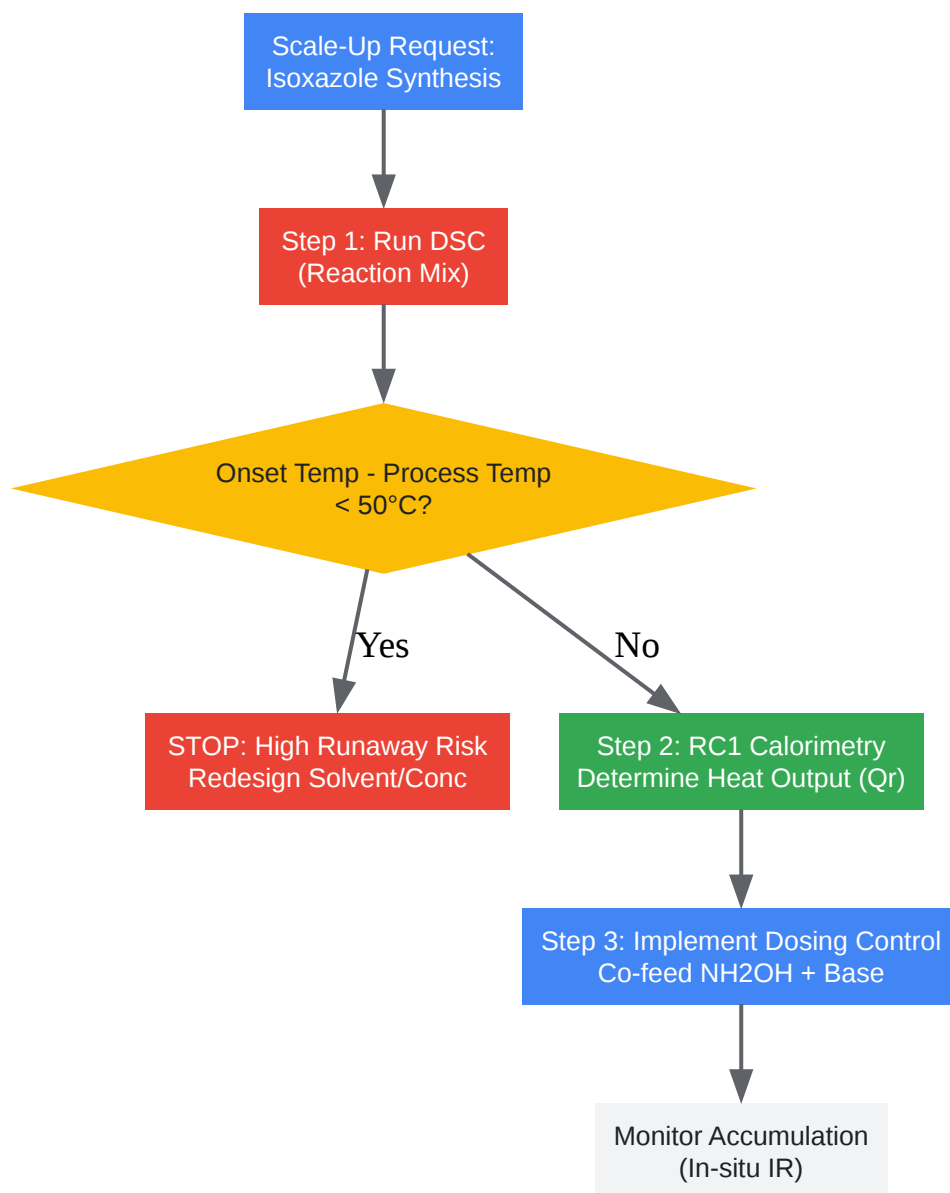 Scale-Up Request:
Isoxazole Synthesis
Step 1: Run DSC
(Reaction Mix)
Onset Temp - Process Temp
< 50°C?
Yes
No
STOP: High Runaway Risk
Redesign Solvent/Conc
Step 2: RC1 Calorimetry
Determine Heat Output (Qr)
Step 3: Implement Dosing Control
Co-feed NH2OH + Base
Monitor Accumulation
(In-situ IR)